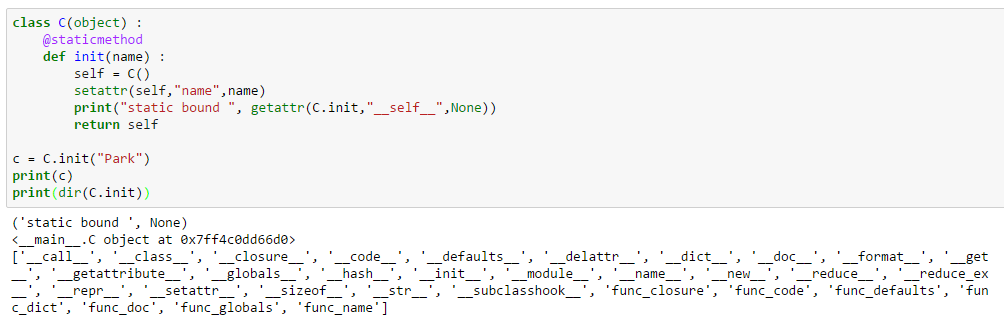 class C(object) :
    @staticmethod
    def init(name) :
        self = C()
        setattr(self,"name",name)
        print("static bound ", getattr(C.init,"__self__",None))
        return self

c = C.init("Park")
print(c)
print(dir(C.init))
('static bound ', None)
<__main__.C object at 0x7ff4c0dd66d0>
['__call__', '__class__', '__closure__', '__code__', '__defaults__', '__delattr__', '__dict__', '__doc__', '__format__', '__get
__', '__getattribute__', '__globals__', '__hash__', '__init__', '__module__', '__name__', '__new__', '__reduce__', '__reduce_ex
__', '__repr__', '__setattr__', '__sizeof__', '__str__', '__subclasshook__', 'func_closure', 'func_code', 'func_defaults', 'fun
c_dict', 'func_doc', 'func_globals', 'func_name']